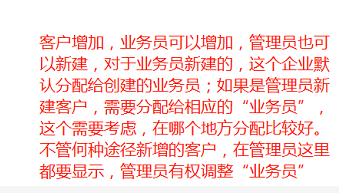 客户增加，业务员可以增加，管理员也可
以新建，对于业务员新建的，这个企业默
认分配给创建的业务员；如果是管理员新
建客户，需要分配给相应的“业务员”，
这个需要考虑，在哪个地方分配比较好。
不管何种途径新增的客户，在管理员这里
都要显示，管理员有权调整“业务员”